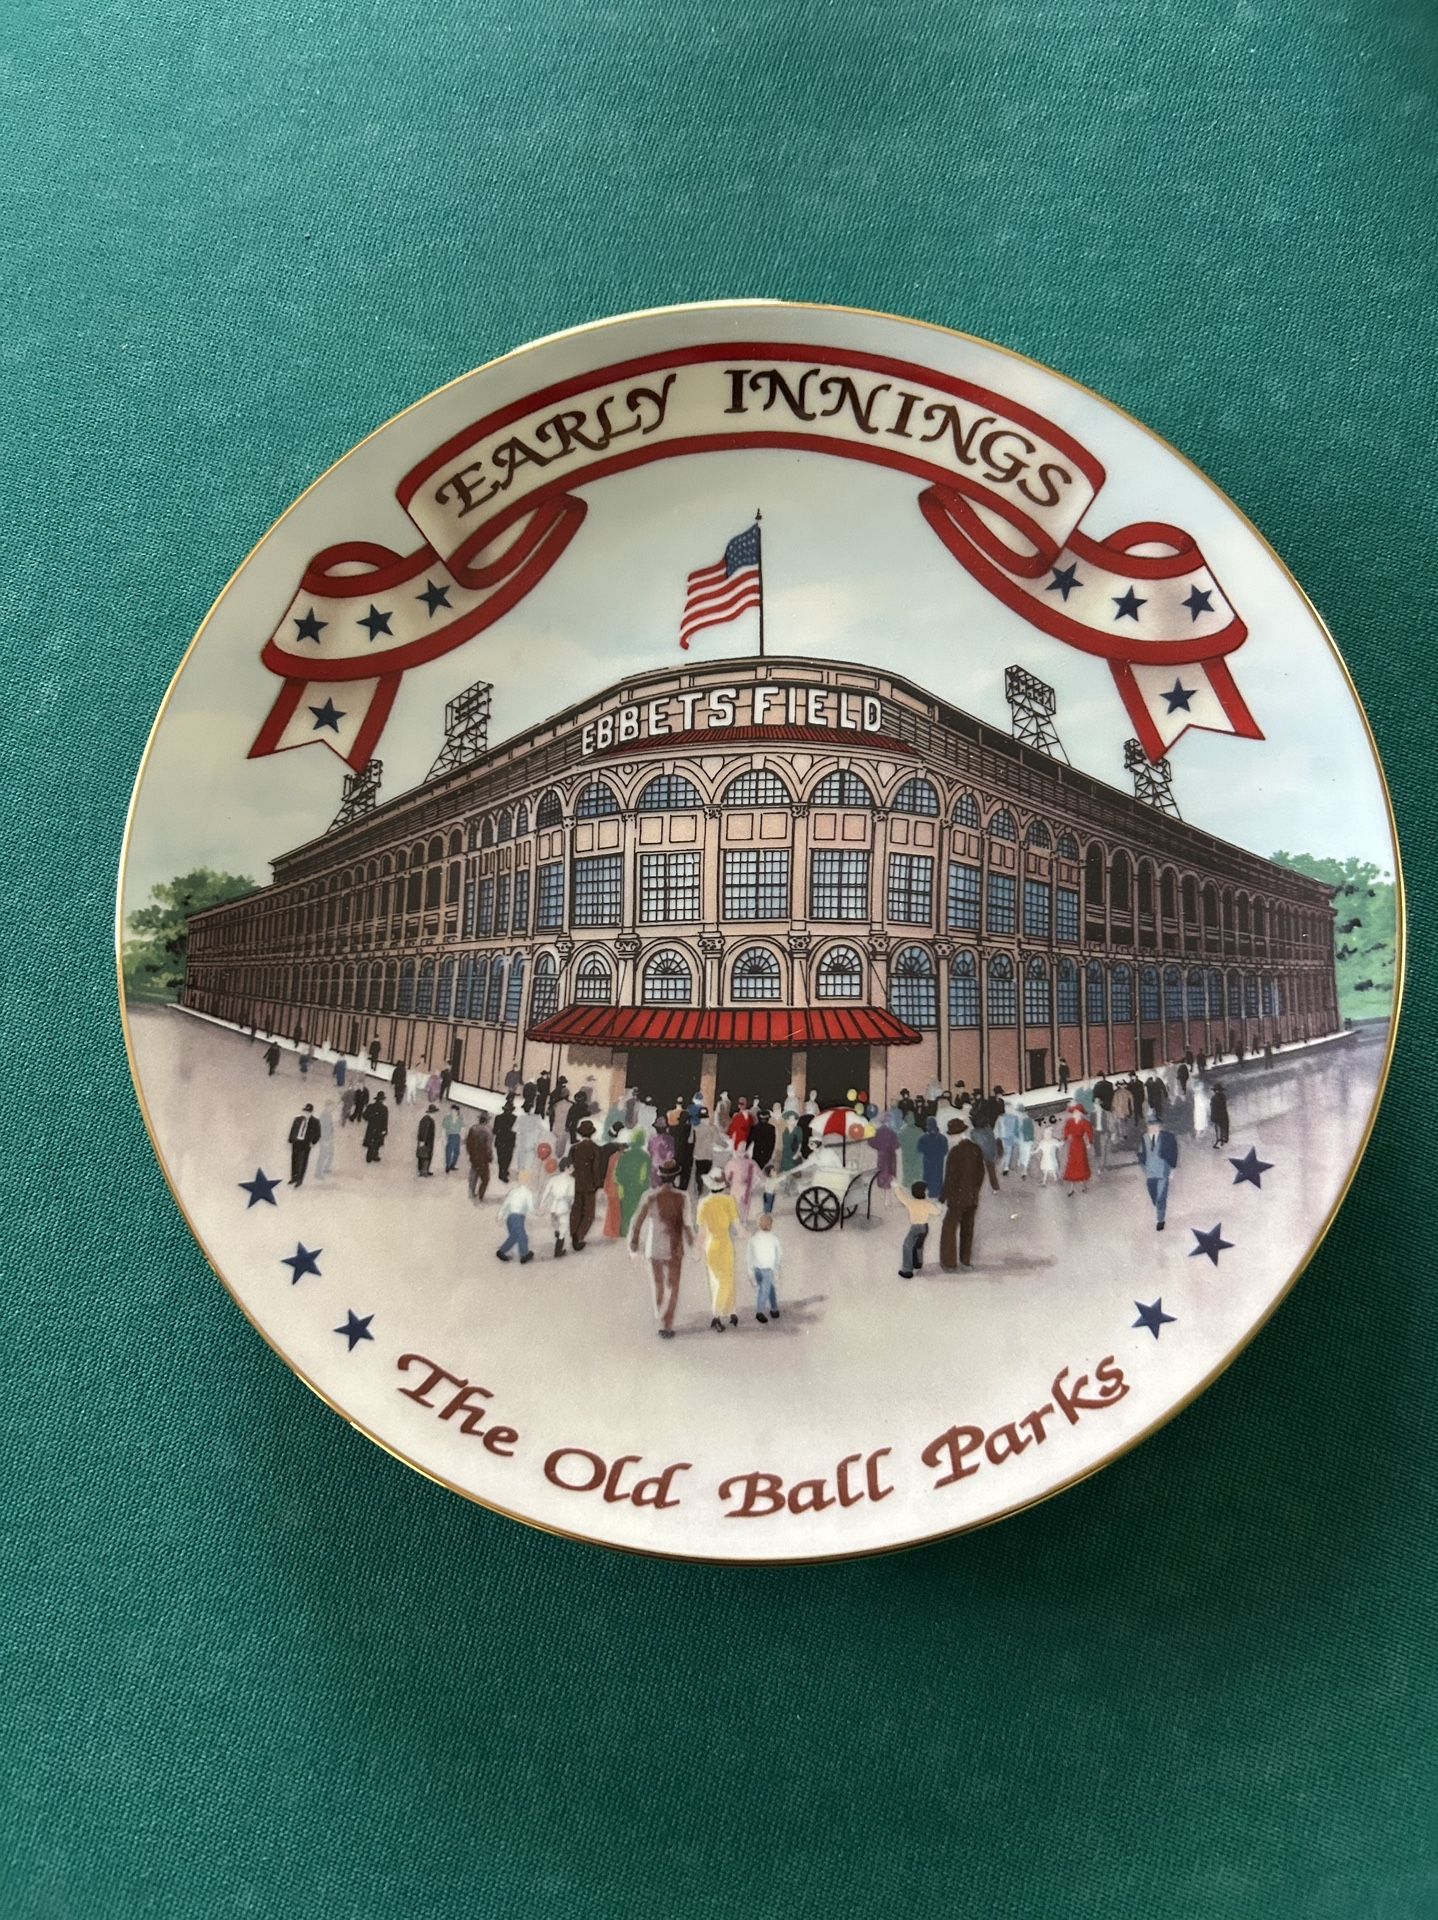 EARLY INNINGS
EBBETS FIELD
T.C.
The Old Ball Parks